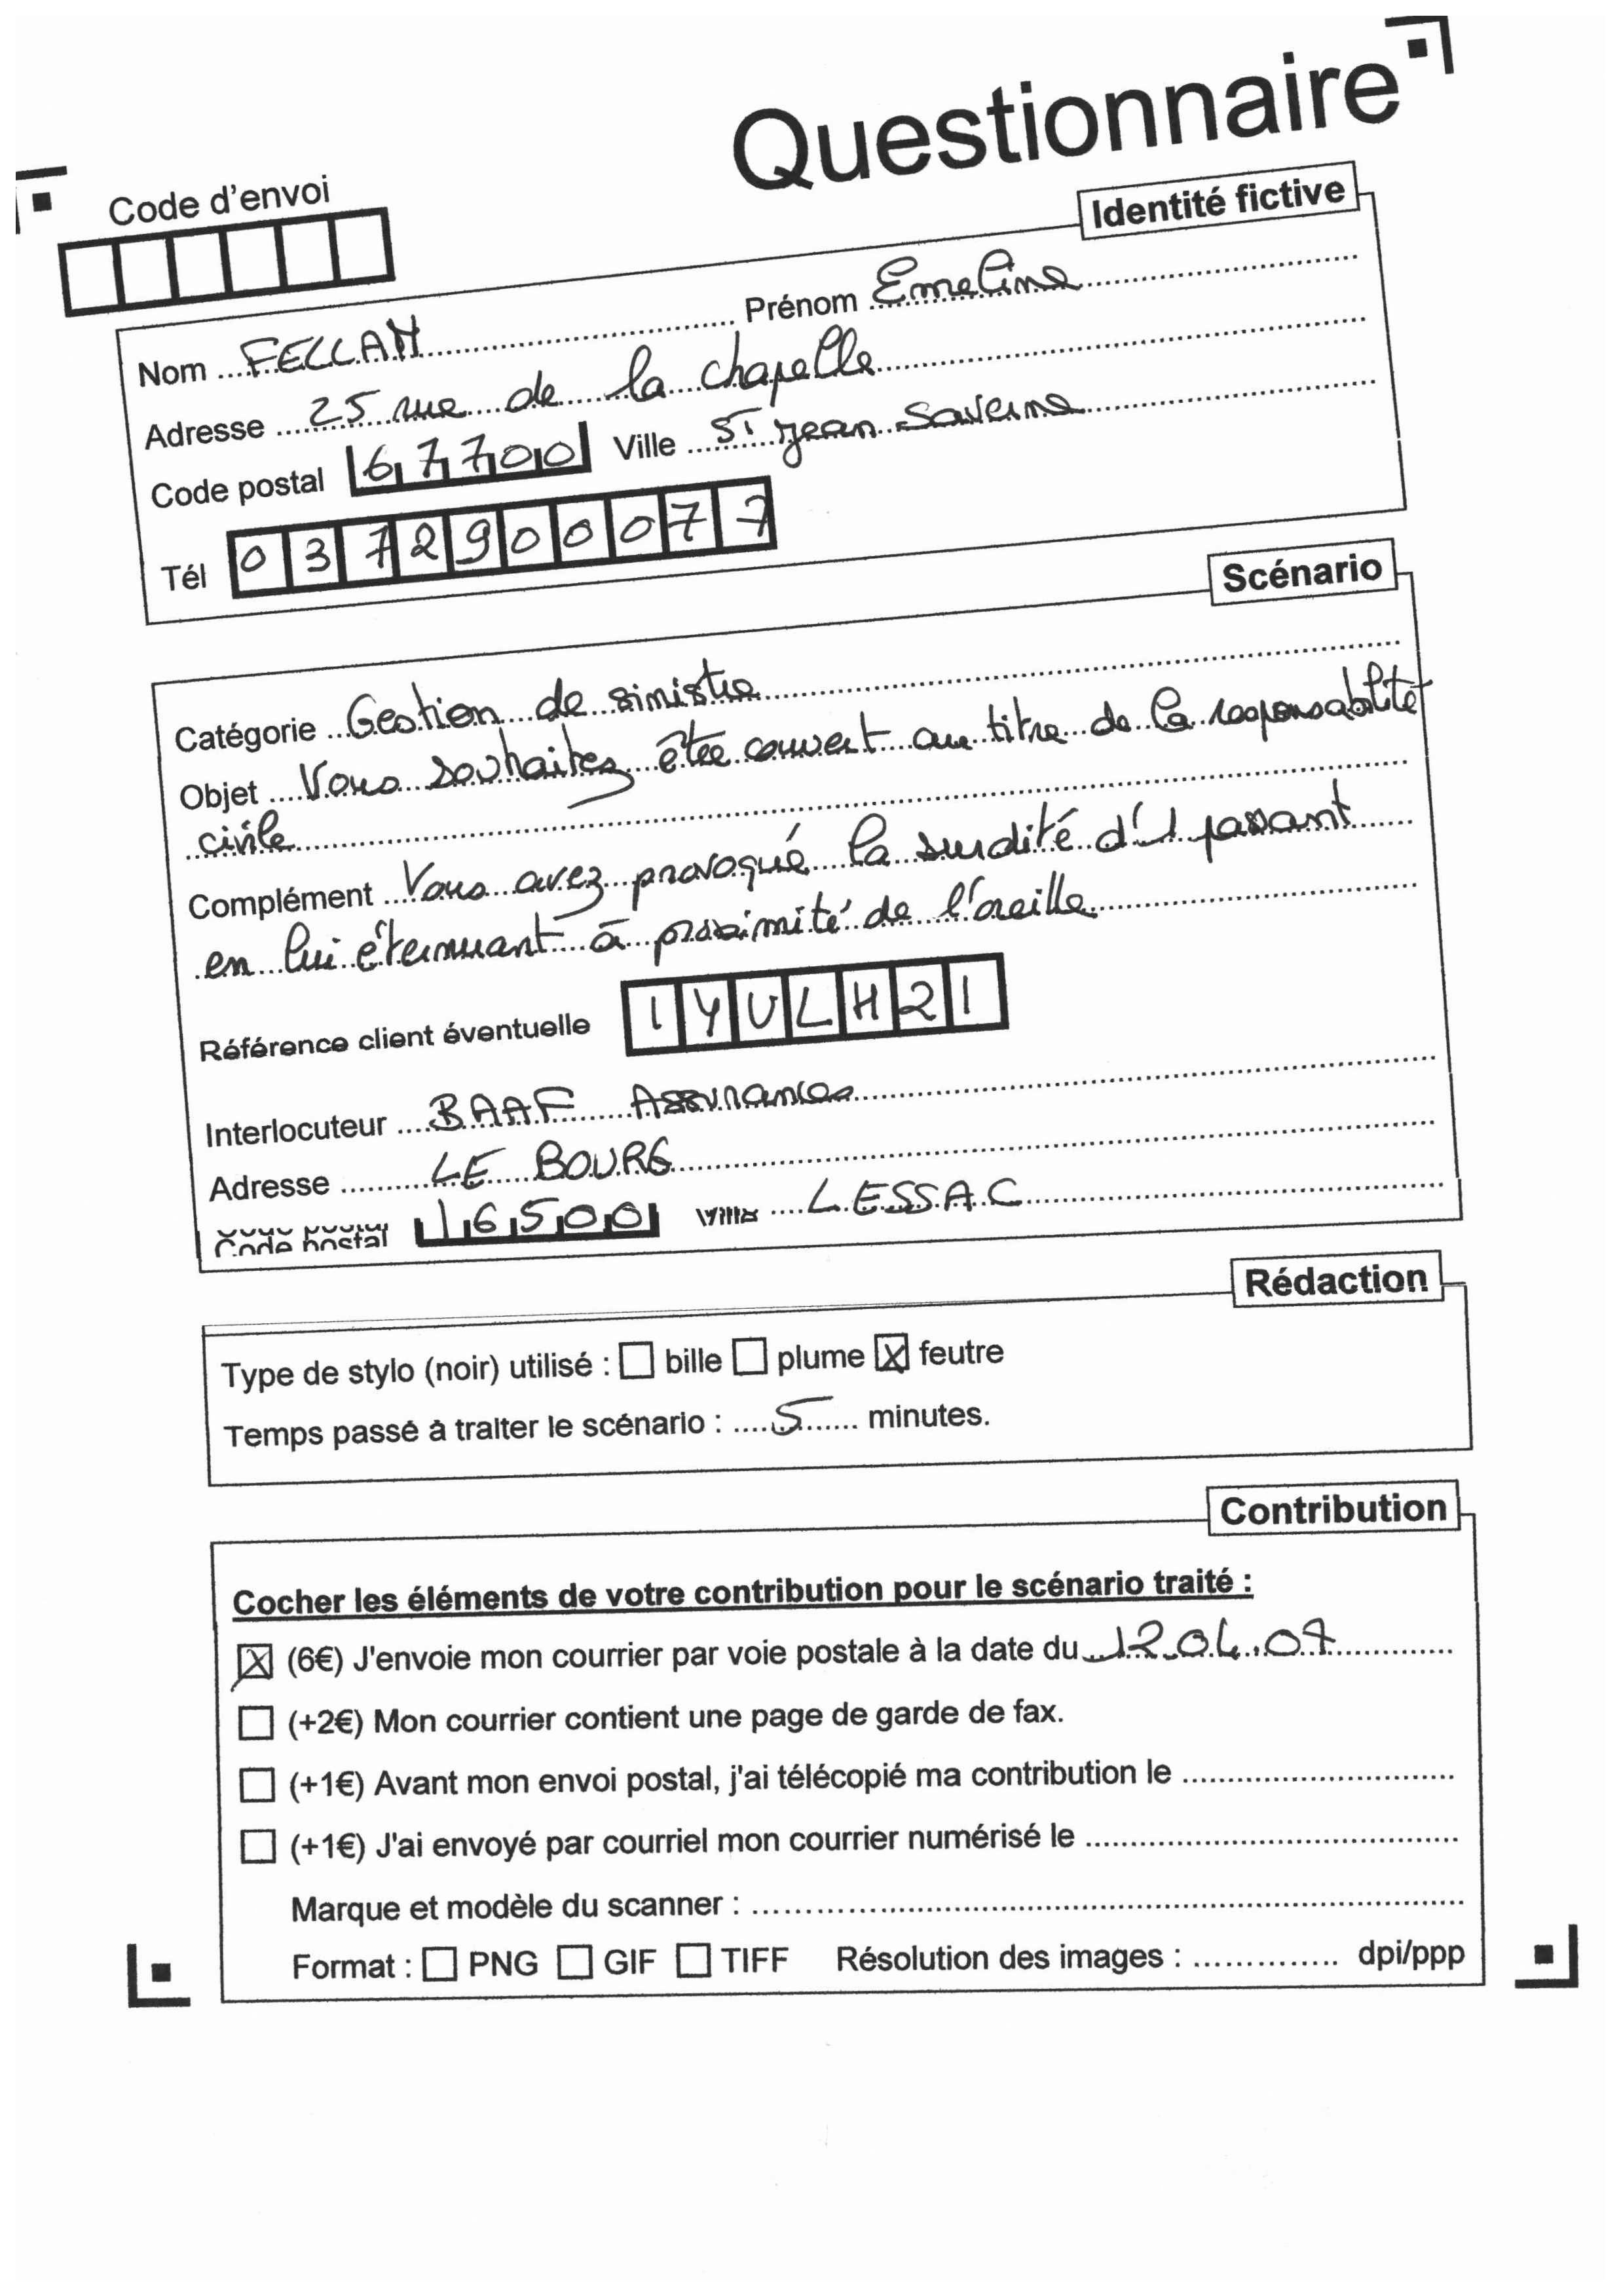 Questionnaire
Code d'envoi
Identité fictive
Nom FELLAH Prénom Emeline
Adresse 25 rue de la chapelle
Code postal 67700 Ville St jean Saverne
Tél 0372900077
Scénario
Catégorie Gestion de sinistre
Objet Vous souhaitez être couvert au titre de la responsabilité
civile
Complément Vous avez provoqué la surdité d'1 passant
en lui éternuant à proximité de l'oreille
Référence client éventuelle IYULH21
Interlocuteur BAAF Assurances
Adresse LE BOURG
Code postal 16500 Ville LESSAC
Rédaction
Type de stylo (noir) utilisé : bille plume X feutre
Temps passé à traiter le scénario : 5 minutes.
Contribution
Cocher les éléments de votre contribution pour le scénario traité :
X (6€) J'envoie mon courrier par voie postale à la date du 12.04.07
(+2€) Mon courrier contient une page de garde de fax.
(+1€) Avant mon envoi postal, j'ai télécopié ma contribution le
(+1€) J'ai envoyé par courriel mon courrier numérisé le
Marque et modèle du scanner :
Format : PNG GIF TIFF Résolution des images : dpi/ppp